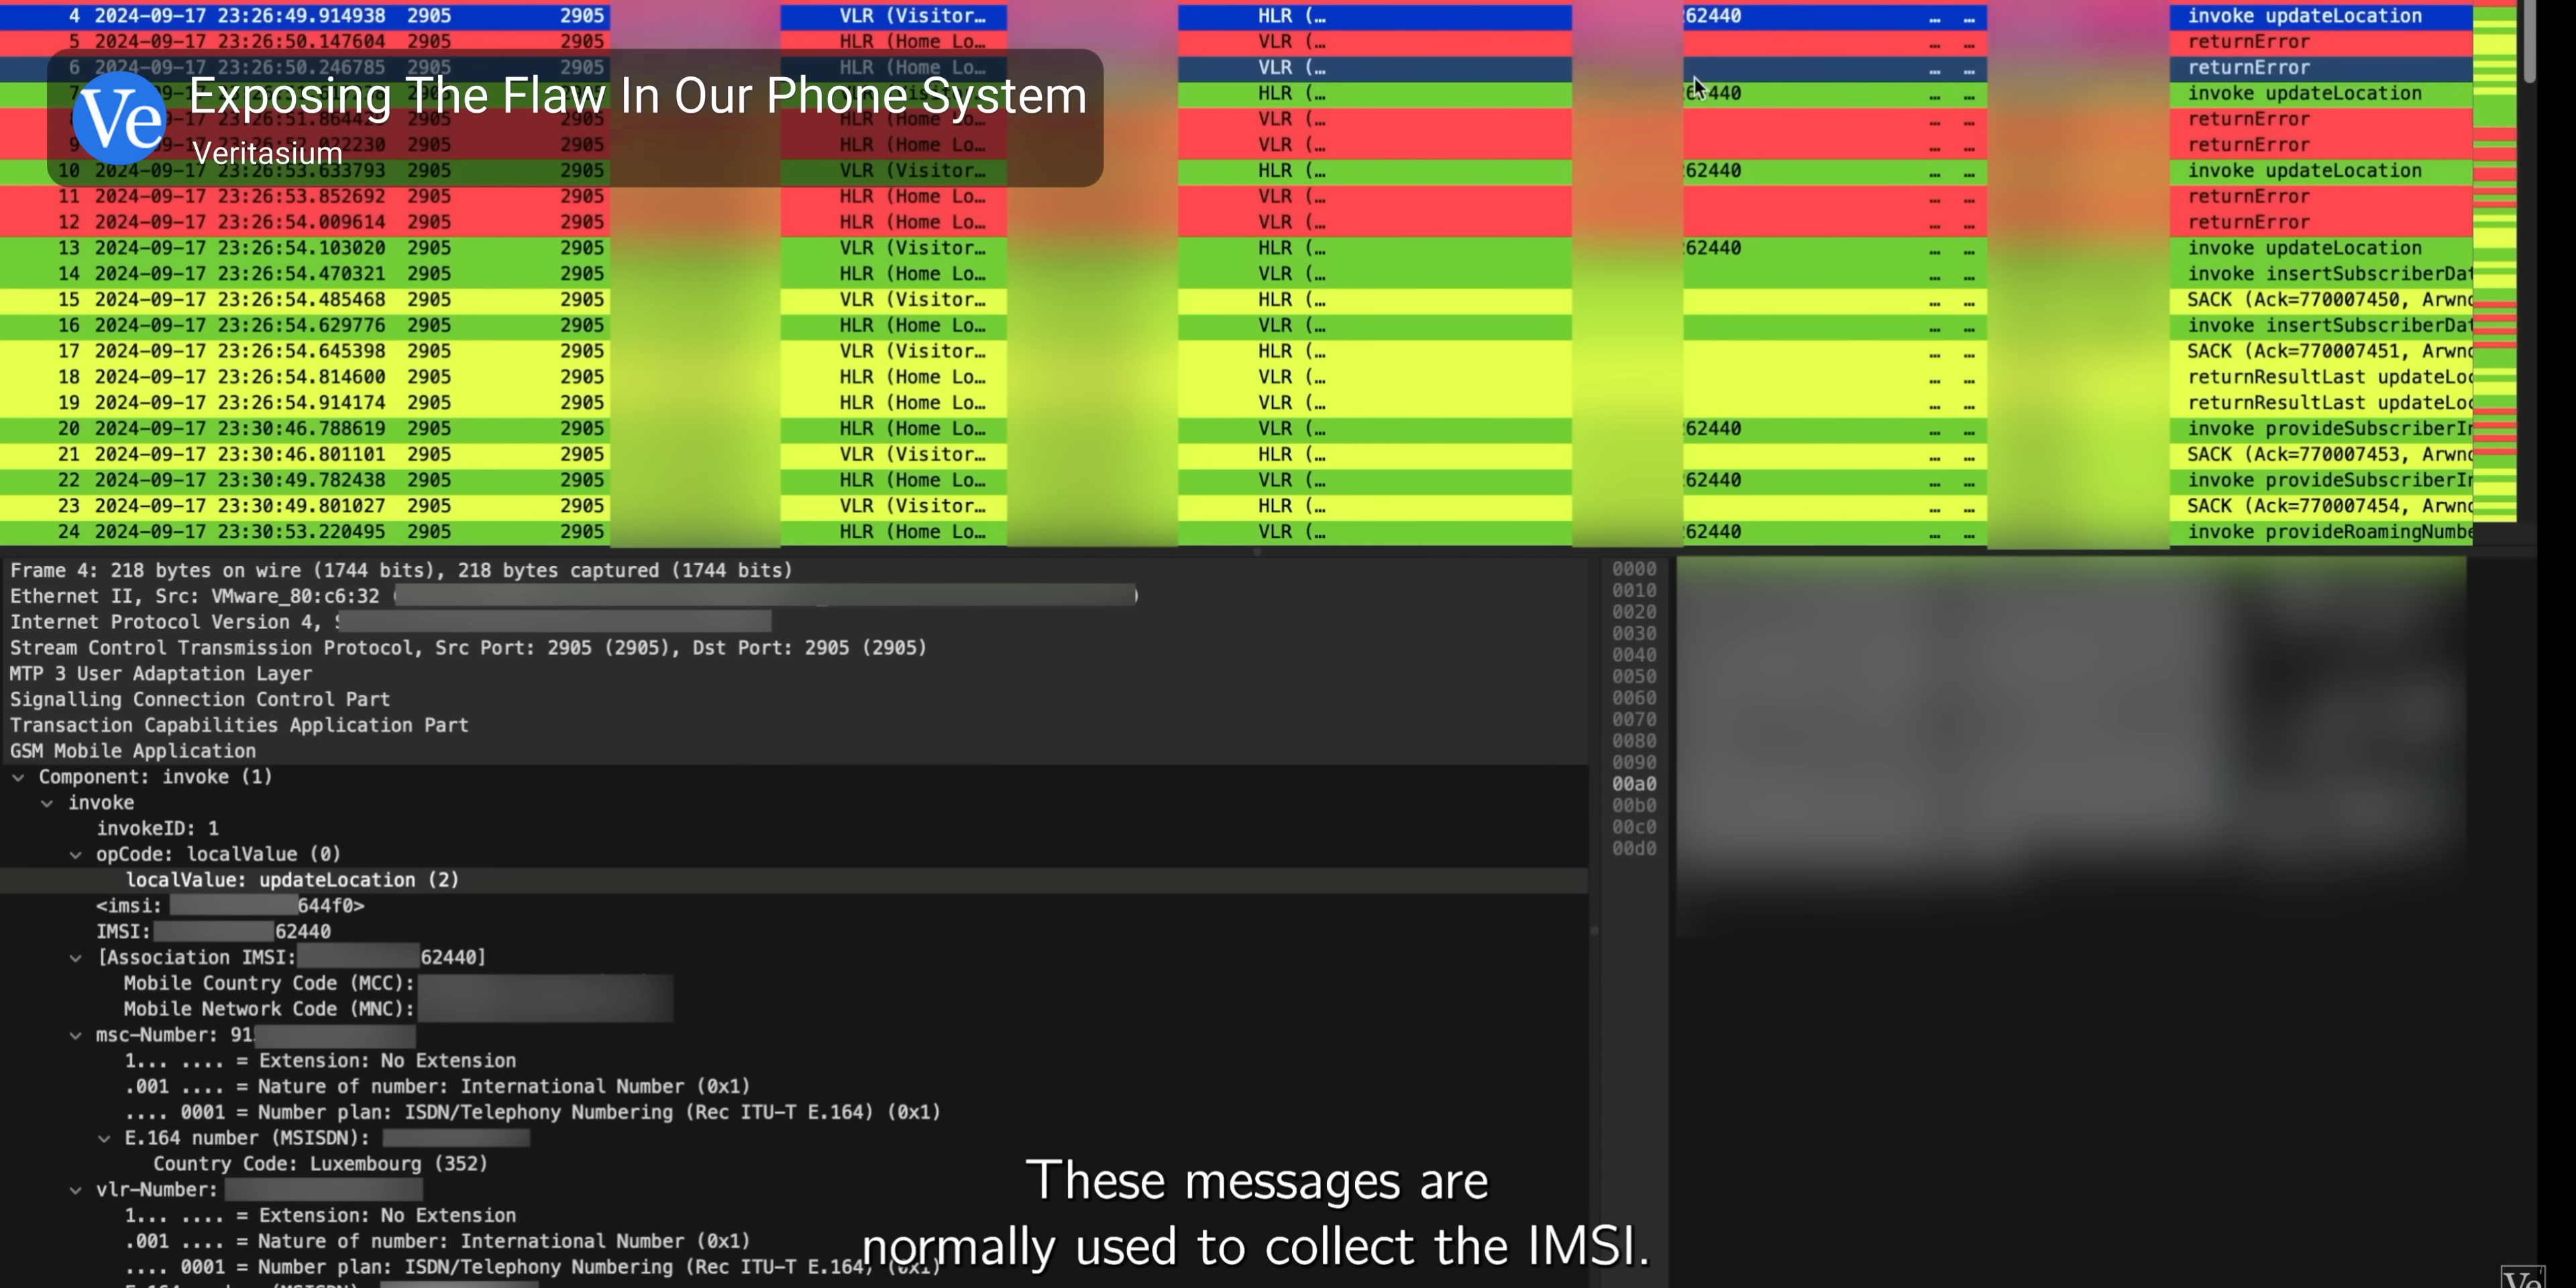 4 2024-09-17 23:26:49.914938 2905 2905 VLR (Visitor… HLR (… 62440 … … invoke updateLocation
5 2024-09-17 23:26:50.147604 2905 2905 HLR (Home Lo… VLR (… … … returnError
6 2024-09-17 23:26:50.246785 2905 2905 HLR (Home Lo… VLR (… … … returnError
Exposing The Flaw In Our Phone System
Veritasium
Ve
7 HLR (… 440 … … invoke updateLocation
8 2905 VLR (… … … returnError
9 2905 VLR (… … … returnError
10 2024-09-17 23:26:53.633793 2905 2905 VLR (Visitor… HLR (… 62440 … … invoke updateLocation
11 2024-09-17 23:26:53.852692 2905 2905 HLR (Home Lo… VLR (… … … returnError
12 2024-09-17 23:26:54.009614 2905 2905 HLR (Home Lo… VLR (… … … returnError
13 2024-09-17 23:26:54.103020 2905 2905 VLR (Visitor… HLR (… 62440 … … invoke updateLocation
14 2024-09-17 23:26:54.470321 2905 2905 HLR (Home Lo… VLR (… … … invoke insertSubscriberDat
15 2024-09-17 23:26:54.485468 2905 2905 VLR (Visitor… HLR (… … … SACK (Ack=770007450, Arwnd
16 2024-09-17 23:26:54.629776 2905 2905 HLR (Home Lo… VLR (… … … invoke insertSubscriberDat
17 2024-09-17 23:26:54.645398 2905 2905 VLR (Visitor… HLR (… … … SACK (Ack=770007451, Arwnd
18 2024-09-17 23:26:54.814600 2905 2905 HLR (Home Lo… VLR (… … … returnResultLast updateLoc
19 2024-09-17 23:26:54.914174 2905 2905 HLR (Home Lo… VLR (… … … returnResultLast updateLoc
20 2024-09-17 23:30:46.788619 2905 2905 HLR (Home Lo… VLR (… 62440 … … invoke provideSubscriberIn
21 2024-09-17 23:30:46.801101 2905 2905 VLR (Visitor… HLR (… … … SACK (Ack=770007453, Arwnd
22 2024-09-17 23:30:49.782438 2905 2905 HLR (Home Lo… VLR (… 62440 … … invoke provideSubscriberIn
23 2024-09-17 23:30:49.801027 2905 2905 VLR (Visitor… HLR (… … … SACK (Ack=770007454, Arwnd
24 2024-09-17 23:30:53.220495 2905 2905 HLR (Home Lo… VLR (… 62440 … … invoke provideRoamingNumbe
Frame 4: 218 bytes on wire (1744 bits), 218 bytes captured (1744 bits)
Ethernet II, Src: VMware_80:c6:32 ( )
Internet Protocol Version 4,
Stream Control Transmission Protocol, Src Port: 2905 (2905), Dst Port: 2905 (2905)
MTP 3 User Adaptation Layer
Signalling Connection Control Part
Transaction Capabilities Application Part
GSM Mobile Application
Component: invoke (1)
invoke
invokeID: 1
opCode: localValue (0)
localValue: updateLocation (2)
<imsi: 644f0>
IMSI: 62440
[Association IMSI: 62440]
Mobile Country Code (MCC):
Mobile Network Code (MNC):
msc-Number: 91
1... .... = Extension: No Extension
.001 .... = Nature of number: International Number (0x1)
.... 0001 = Number plan: ISDN/Telephony Numbering (Rec ITU-T E.164) (0x1)
E.164 number (MSISDN):
Country Code: Luxembourg (352)
vlr-Number:
1... .... = Extension: No Extension
.001 .... = Nature of number: International Number (0x1)
.... 0001 = Number plan: ISDN/Telephony Numbering (Rec ITU-T E.164) (0x1)
0000
0010
0020
0030
0040
0050
0060
0070
0080
0090
00a0
00b0
00c0
00d0
These messages are
normally used to collect the IMSI.
Ve